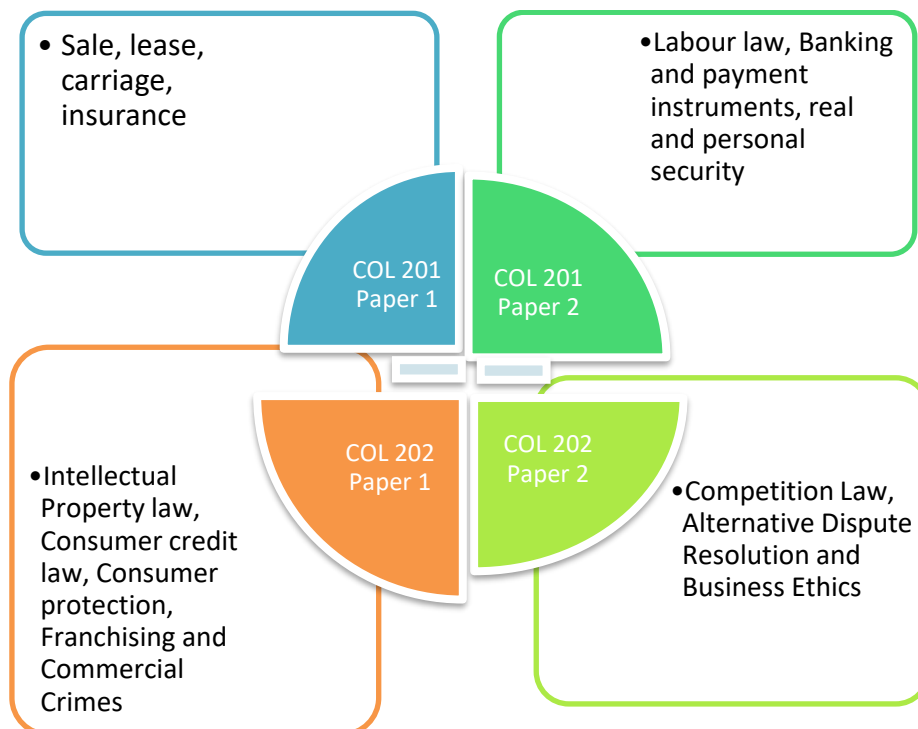 • Sale, lease,
carriage,
insurance
•Labour law, Banking
and payment
instruments, real
and personal
security
COL 201
Paper 1
COL 201
Paper 2
COL 202
Paper 1
COL 202
Paper 2
•Intellectual
Property law,
Consumer credit
law, Consumer
protection,
Franchising and
Commercial
Crimes
•Competition Law,
Alternative Dispute
Resolution and
Business Ethics